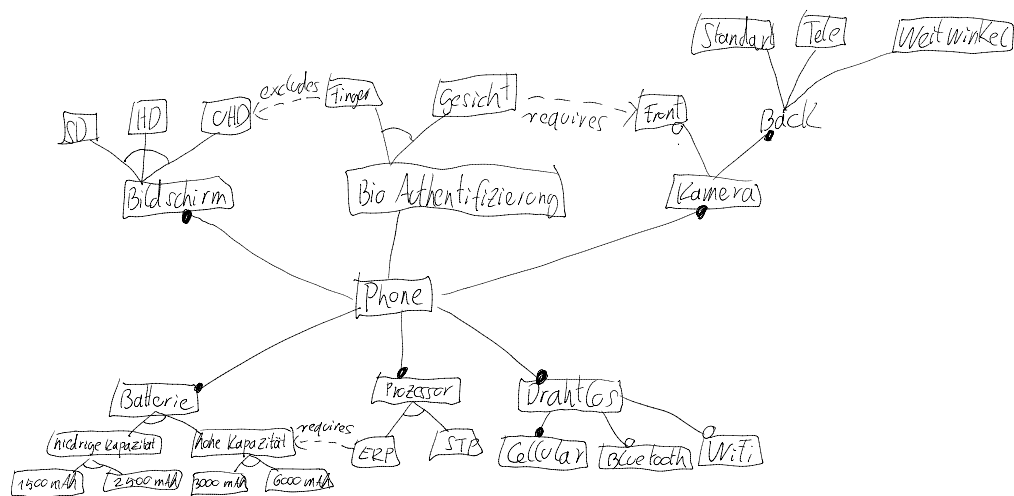 Standard
Tele
Weitwinkel
SD
HD
UHD
excludes
Finger
Gesicht
requires
Front
Back
Bildschirm
Bio Authentifizierung
Kamera
Phone
Batterie
Prozessor
Drahtlos
niedrige Kapazität
hohe Kapazität
requires
ERP
STP
Cellular
Bluetooth
WiFi
1500 mAh
2500 mAh
3000 mAh
6000 mAh